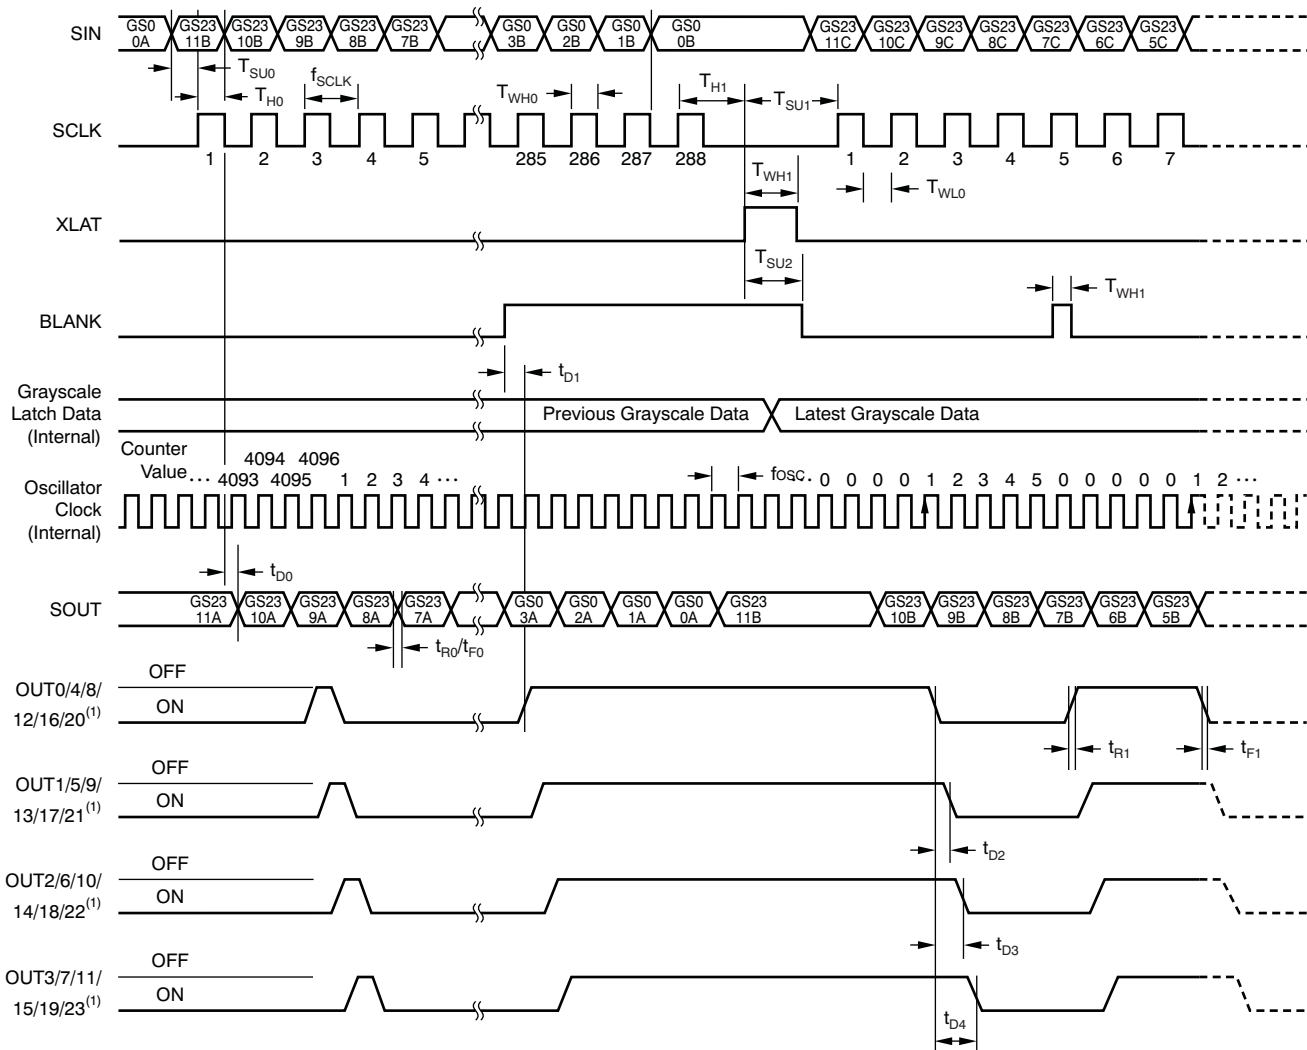 SIN
GS0 GS23 GS23 GS23 GS23 GS23 GS0 GS0 GS0 GS0 GS23 GS23 GS23 GS23 GS23 GS23 GS23
0A 11B 10B 9B 8B 7B 3B 2B 1B 0B 11C 10C 9C 8C 7C 6C 5C
TSU0 fSCLK TWH0 TH1 TSU1
TH0
SCLK
1 2 3 4 5 285 286 287 288 1 2 3 4 5 6 7
TWH1 TWL0
XLAT
TSU2 TWH1
BLANK
tD1
Grayscale
Latch Data
(Internal)
Previous Grayscale Data Latest Grayscale Data
Counter
Value
4094 4096
... 4093 4095 1 2 3 4 ... fOSC ... 0 0 0 0 1 2 3 4 5 0 0 0 0 0 1 2 ...
Oscillator
Clock
(Internal)
tD0
SOUT
GS23 GS23 GS23 GS23 GS23 GS0 GS0 GS0 GS0 GS23 GS23 GS23 GS23 GS23 GS23 GS23
11A 10A 9A 8A 7A 3A 2A 1A 0A 11B 10B 9B 8B 7B 6B 5B
tR0/tF0
OUT0/4/8/
12/16/20(1)
OFF
ON
tR1 tF1
OUT1/5/9/
13/17/21(1)
OFF
ON
tD2
OUT2/6/10/
14/18/22(1)
OFF
ON
tD3
OUT3/7/11/
15/19/23(1)
OFF
ON
tD4